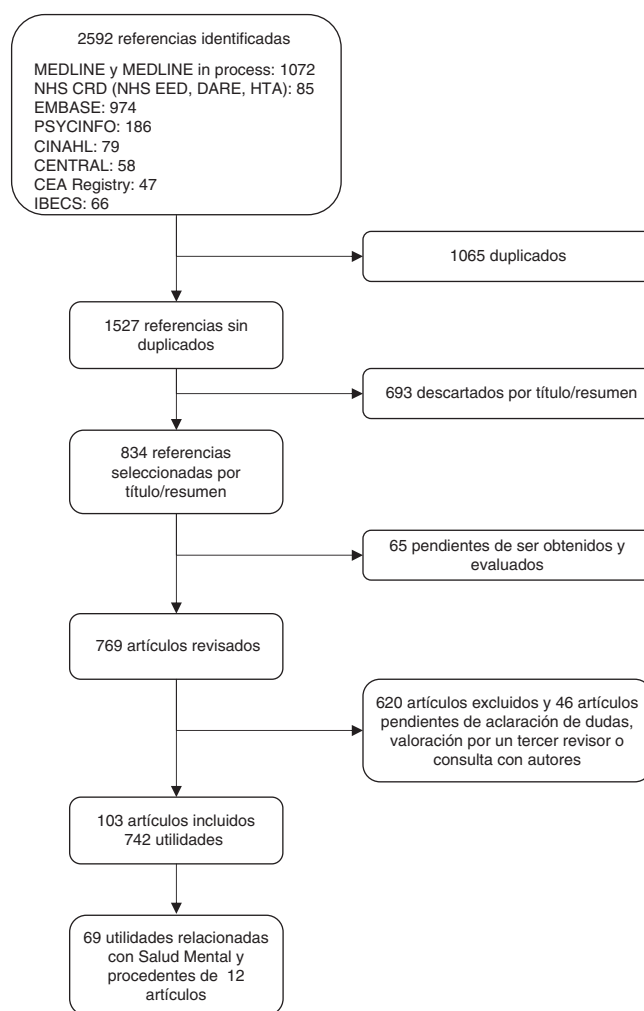 2592 referencias identificadas
MEDLINE y MEDLINE in process: 1072
NHS CRD (NHS EED, DARE, HTA): 85
EMBASE: 974
PSYCINFO: 186
CINAHL: 79
CENTRAL: 58
CEA Registry: 47
IBECS: 66
1065 duplicados
1527 referencias sin
duplicados
693 descartados por título/resumen
834 referencias
seleccionadas por
título/resumen
65 pendientes de ser obtenidos y
evaluados
769 artículos revisados
620 artículos excluidos y 46 artículos
pendientes de aclaración de dudas,
valoración por un tercer revisor o
consulta con autores
103 artículos incluidos
742 utilidades
69 utilidades relacionadas
con Salud Mental y
procedentes de 12
artículos